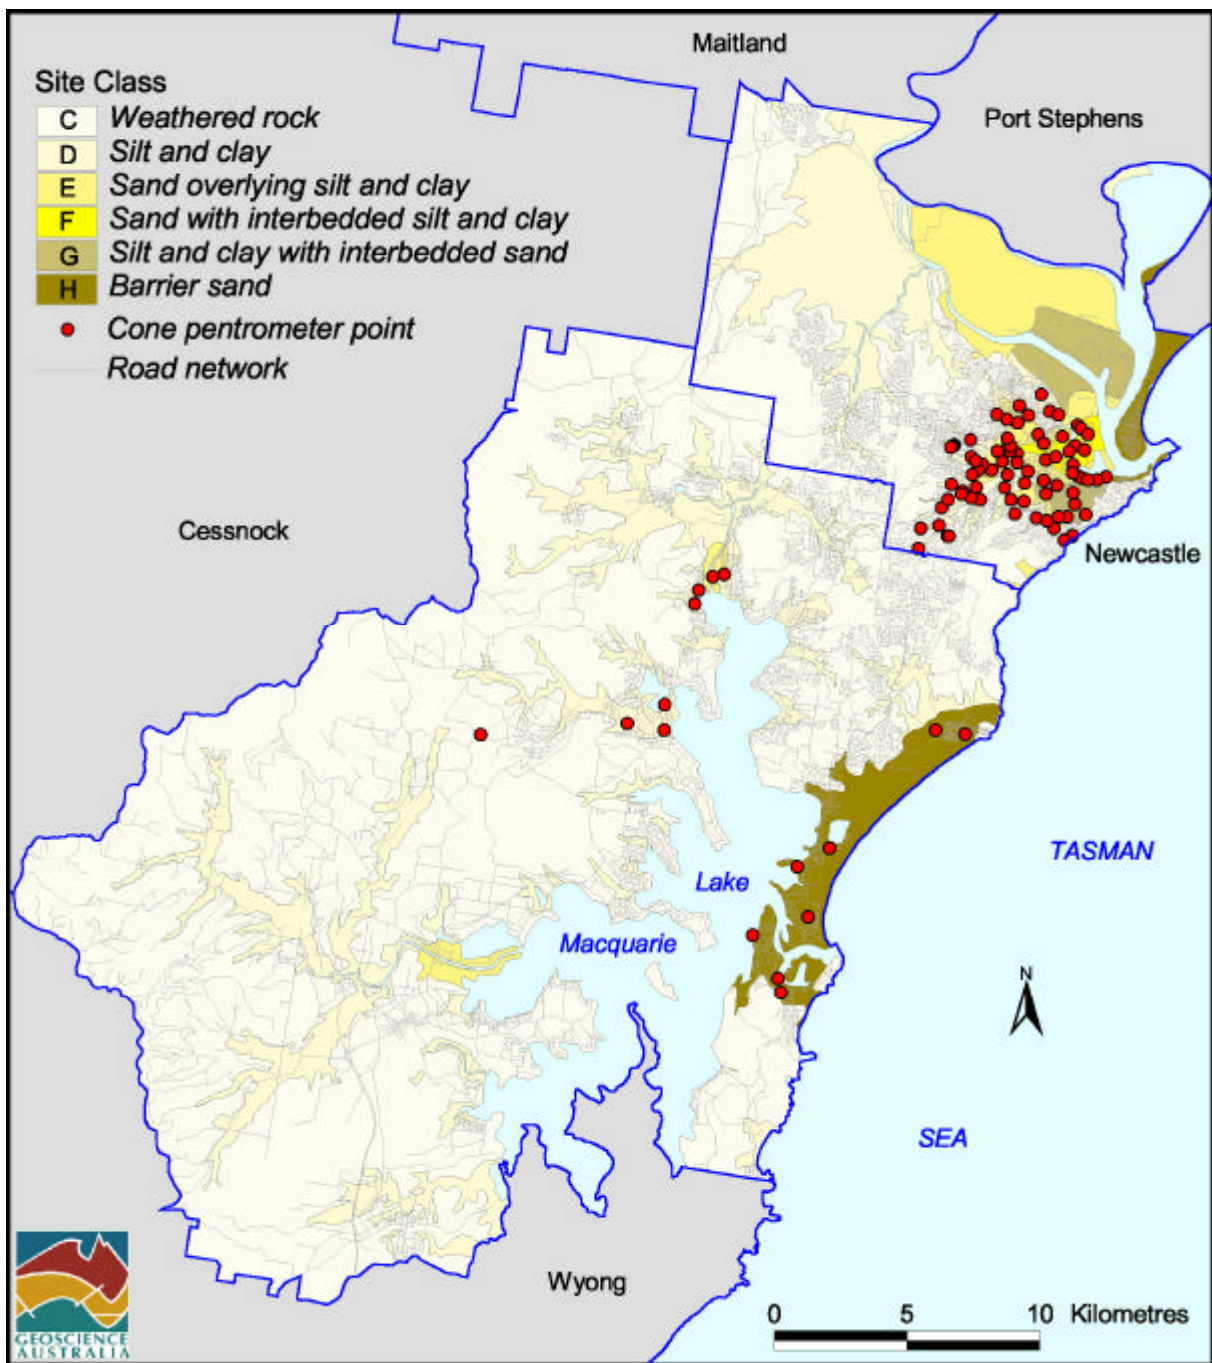 Maitland
Port Stephens
Site Class
C Weathered rock
D Silt and clay
E Sand overlying silt and clay
F Sand with interbedded silt and clay
G Silt and clay with interbedded sand
H Barrier sand
Cone pentrometer point
Road network
Cessnock
Newcastle
TASMAN
Lake
Macquarie
N
SEA
Wyong
0 5 10 Kilometres
GEOSCIENCE
AUSTRALIA